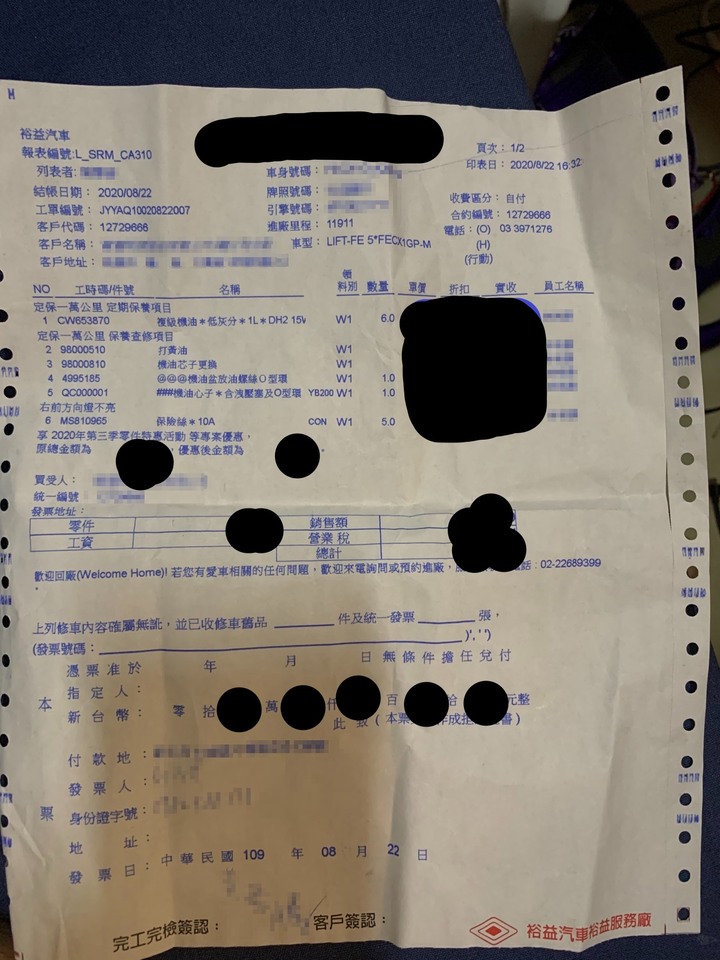 裕益汽車
報表編號:L_SRM_CA310
頁次： 1/2
列表者：
車身號碼：
印表日： 2020/8/22 16:32
結帳日期： 2020/08/22
牌照號碼：
收費區分： 自付
工單編號： JYYAQ10020822007
引擎號碼：
合約編號： 12729666
客戶代碼： 12729666
進廠里程： 11911
電話： (O) 03 3971276
客戶名稱：
車型： LIFT-FE 5*FECX1GP-M
(H)
客戶地址：
(行動)
NO 工時碼/件號 名稱 領料別 數量 單價 折扣 實收 員工名稱
定保一萬公里 定期保養項目
1 CW653870 複級機油＊低灰分＊1L＊DH2 15W W1 6.0
定保一萬公里 保養查修項目
2 98000510 打黃油 W1
3 98000810 機油芯子更換 W1
4 4995185 @@@機油盆放油螺絲Ｏ型環 W1 1.0
5 QC000001 ###機油心子＊含洩壓塞及O型環 YB200 W1 1.0
右前方向燈不亮
6 MS810965 保險絲＊10A CON W1 5.0
享 2020年第三季零件特惠活動 等專案優惠，
原總金額為 ，優惠後金額為 。
買受人：
統一編號
發票地址：
零件 銷售額
工資 營業 稅
總計
歡迎回廠(Welcome Home)! 若您有愛車相關的任何問題，歡迎來電詢問或預約進廠， 電話：02-22689399
。
上列修車內容確屬無訛，並已收修車舊品 ______ 件及統一發票 ______ 張，
(發票號碼： ______ )'. ' ')
憑票准於 年 月 日 無條件擔任兌付
本 指定人：
新台幣： 零 拾 萬 仟 百 拾 元整
此 致 ( 本票 作成拒 書 )
付款地：
發票人：
票 身份證字號：
地 址：
發票日：中華民國 109 年 08 月 22 日
完工完檢簽認： 客戶簽認：
裕益汽車裕益服務廠